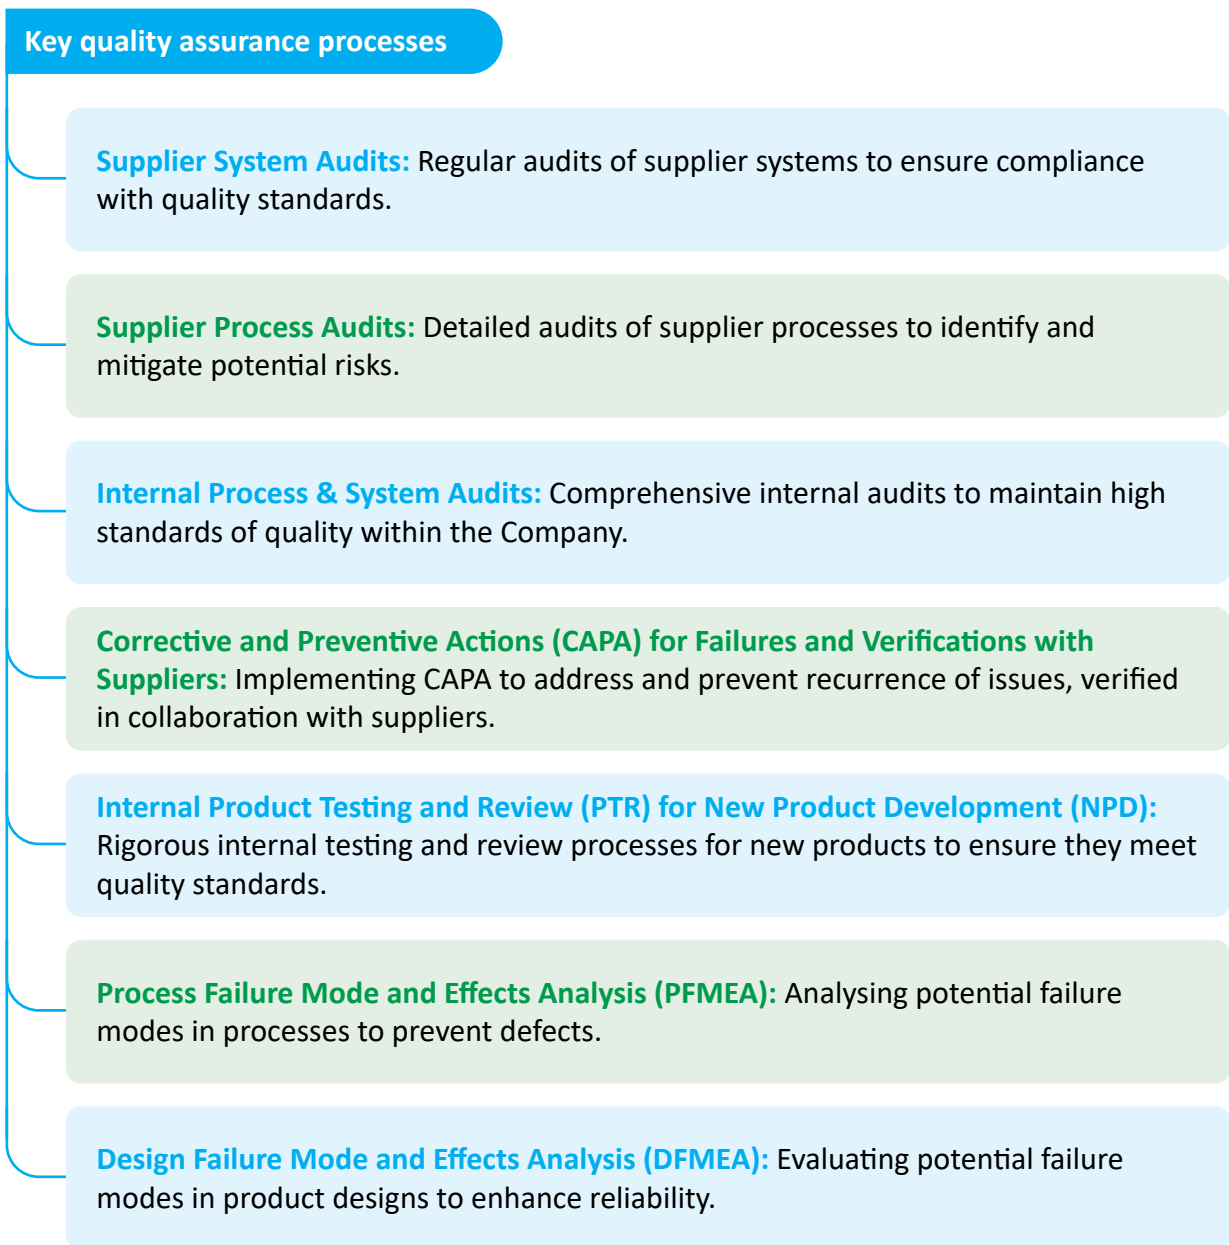 Key quality assurance processes
Supplier System Audits: Regular audits of supplier systems to ensure compliance
with quality standards.
Supplier Process Audits: Detailed audits of supplier processes to identify and
mitigate potential risks.
Internal Process & System Audits: Comprehensive internal audits to maintain high
standards of quality within the Company.
Corrective and Preventive Actions (CAPA) for Failures and Verifications with
Suppliers: Implementing CAPA to address and prevent recurrence of issues, verified
in collaboration with suppliers.
Internal Product Testing and Review (PTR) for New Product Development (NPD):
Rigorous internal testing and review processes for new products to ensure they meet
quality standards.
Process Failure Mode and Effects Analysis (PFMEA): Analysing potential failure
modes in processes to prevent defects.
Design Failure Mode and Effects Analysis (DFMEA): Evaluating potential failure
modes in product designs to enhance reliability.